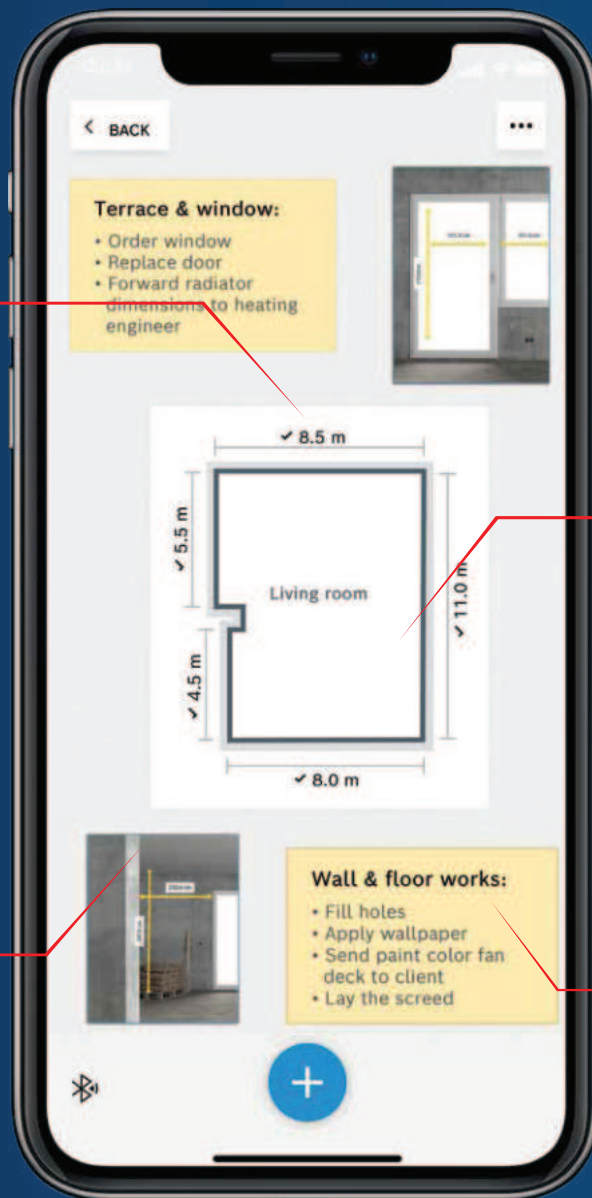 BACK
•••
Terrace & window:
• Order window
• Replace door
• Forward radiator
dimensions to heating
engineer
✓ 8.5 m
✓ 5.5 m
Living room
✓ 11.0 m
✓ 4.5 m
✓ 8.0 m
Wall & floor works:
• Fill holes
• Apply wallpaper
• Send paint color fan
deck to client
• Lay the screed